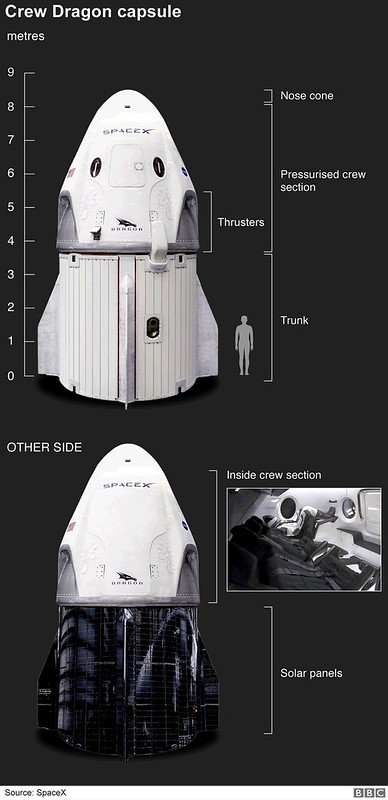 Crew Dragon capsule
metres
9
8
7
6
5
4
3
2
1
0
Nose cone
SPACEX
Pressurised crew
section
Thrusters
DRAGON
Trunk
OTHER SIDE
Inside crew section
SPACEX
DRAGON
Solar panels
Source: SpaceX
BBC